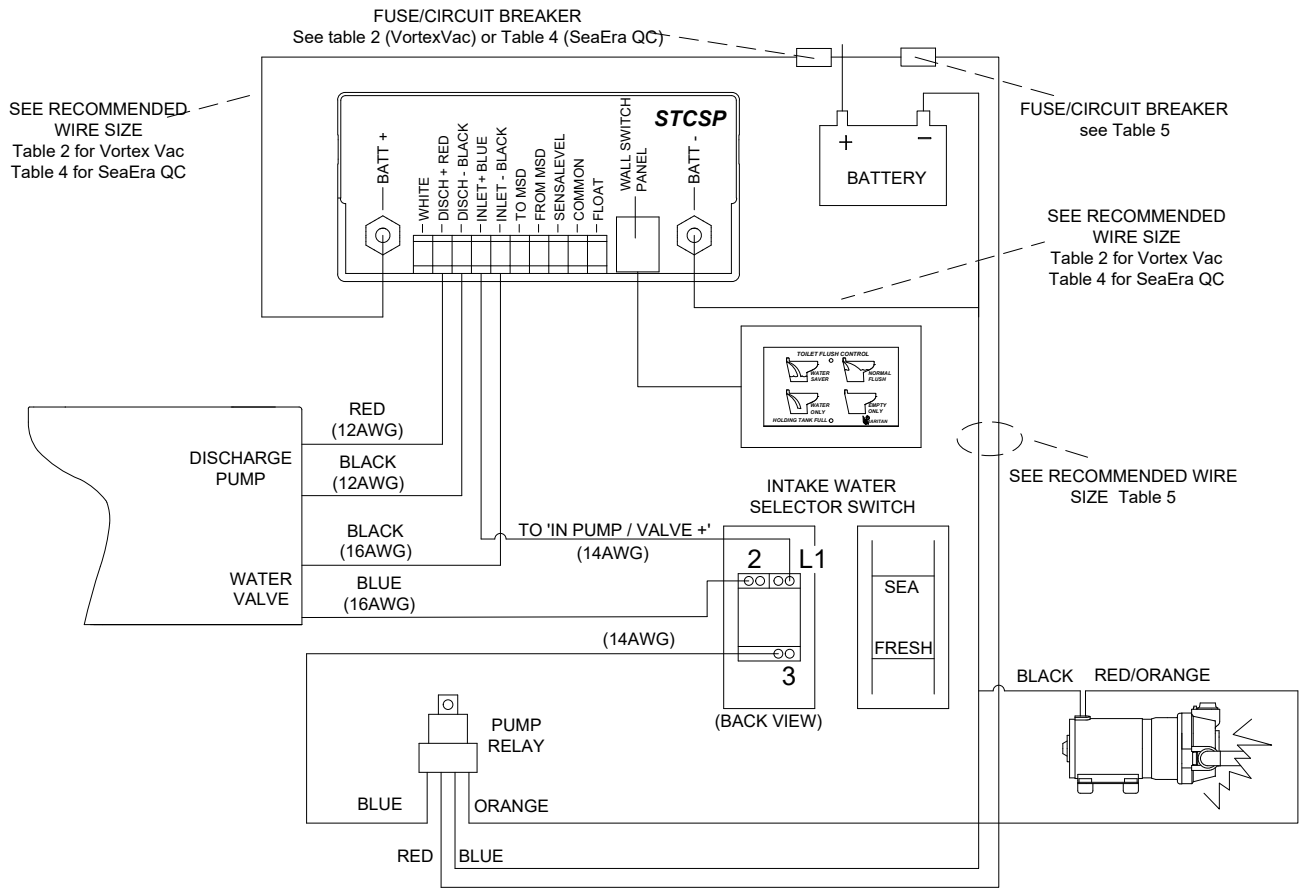 FUSE/CIRCUIT BREAKER
See table 2 (VortexVac) or Table 4 (SeaEra QC)
SEE RECOMMENDED
WIRE SIZE
Table 2 for Vortex Vac
Table 4 for SeaEra QC
STCSP
BATT +
WHITE
DISCH + RED
DISCH - BLACK
INLET+ BLUE
INLET - BLACK
TO MSD
FROM MSD
SENSALEVEL
COMMON
FLOAT
WALL SWITCH
PANEL
BATT -
+
-
BATTERY
FUSE/CIRCUIT BREAKER
see Table 5
SEE RECOMMENDED
WIRE SIZE
Table 2 for Vortex Vac
Table 4 for SeaEra QC
TOILET FLUSH CONTROL
WATER
SAVER
NORMAL
FLUSH
WATER
ONLY
EMPTY
ONLY
HOLDING TANK FULL
ARITAN
RED
(12AWG)
DISCHARGE
PUMP
BLACK
(12AWG)
BLACK
(16AWG)
WATER
VALVE
BLUE
(16AWG)
TO 'IN PUMP / VALVE +'
(14AWG)
(14AWG)
INTAKE WATER
SELECTOR SWITCH
2
L1
3
(BACK VIEW)
SEA
FRESH
SEE RECOMMENDED WIRE
SIZE Table 5
BLACK
RED/ORANGE
PUMP
RELAY
BLUE
ORANGE
RED
BLUE